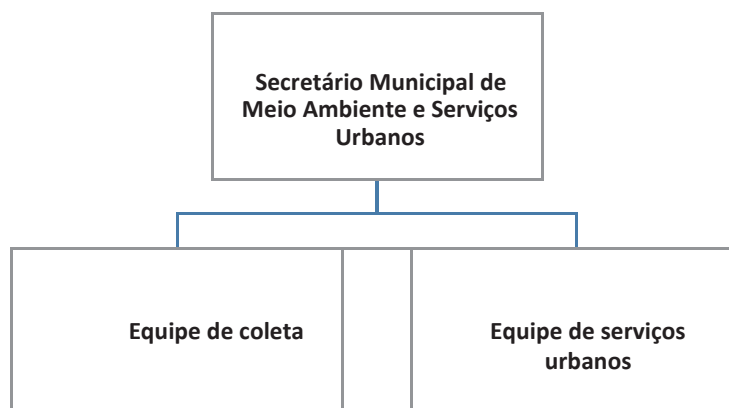 Secretário Municipal de
Meio Ambiente e Serviços
Urbanos
Equipe de coleta
Equipe de serviços
urbanos